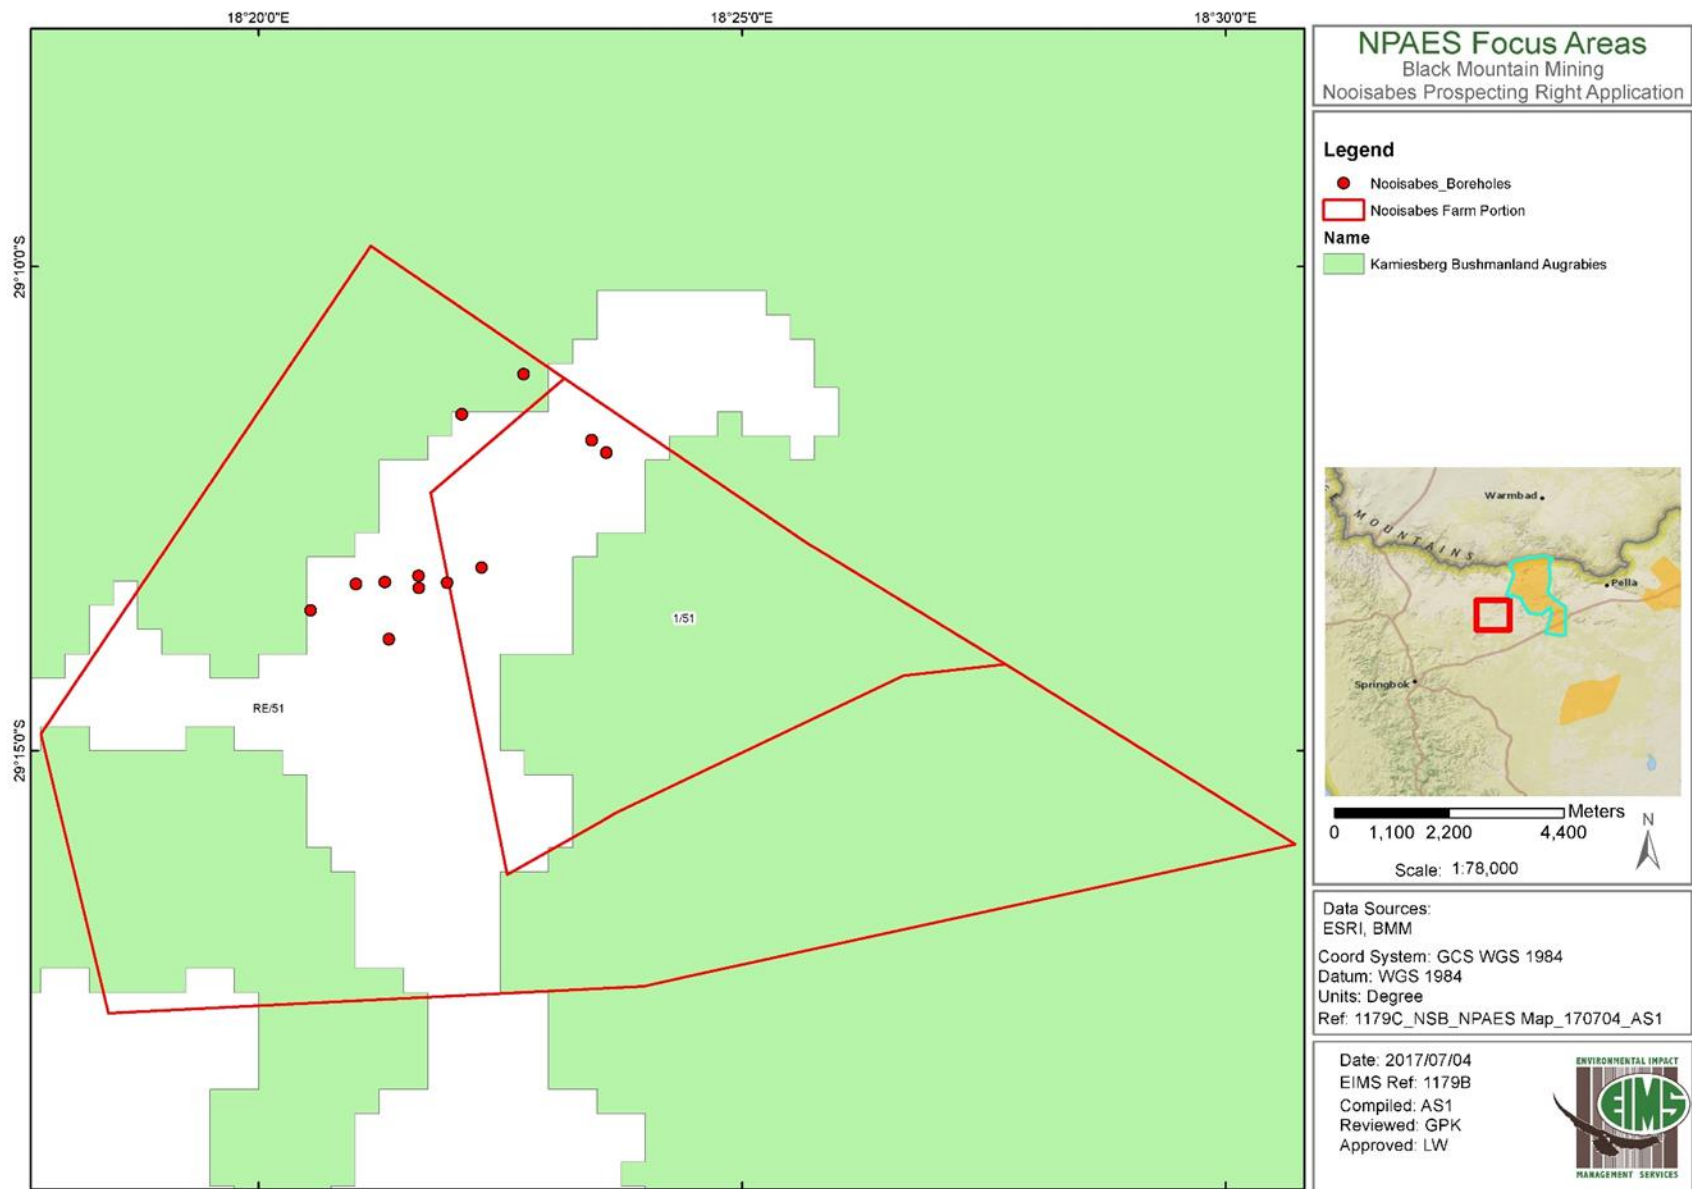 18°20'0"E
18°25'0"E
18°30'0"E
29°10'0"S
29°15'0"S
1/51
RE/51
NPAES Focus Areas
Black Mountain Mining
Nooisabes Prospecting Right Application
Legend
Nooisabes_Boreholes
Nooisabes Farm Portion
Name
Kamiesberg Bushmanland Augrabies
Warmbad
MOUNTAINS
Pella
Springbok
Meters
0 1,100 2,200 4,400
N
Scale: 1:78,000
Data Sources:
ESRI, BMM
Coord System: GCS WGS 1984
Datum: WGS 1984
Units: Degree
Ref: 1179C_NSB_NPAES Map_170704_AS1
Date: 2017/07/04
EIMS Ref: 1179B
Compiled: AS1
Reviewed: GPK
Approved: LW
ENVIRONMENTAL IMPACT
EIMS
MANAGEMENT SERVICES